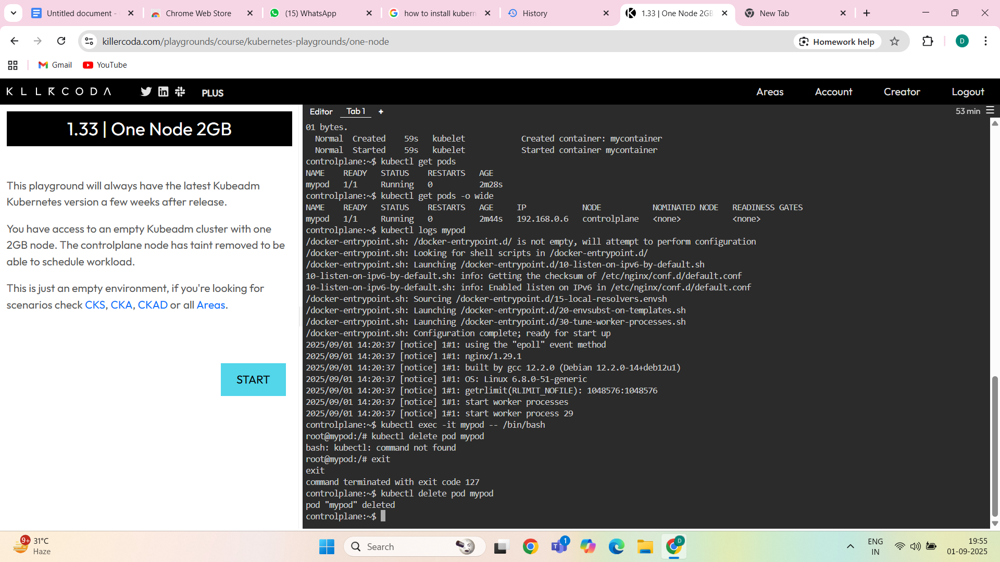 Untitled document -
Chrome Web Store
(15) WhatsApp
how to install kubern
History
1.33 | One Node 2GB
New Tab
killercoda.com/playgrounds/course/kubernetes-playgrounds/one-node
Homework help
D
Gmail
YouTube
KLLRCODA
PLUS
Areas
Account
Creator
Logout
1.33 | One Node 2GB
This playground will always have the latest Kubeadm
Kubernetes version a few weeks after release.
You have access to an empty Kubeadm cluster with one
2GB node. The controlplane node has taint removed to be
able to schedule workload.
This is just an empty environment, if you're looking for
scenarios check CKS, CKA, CKAD or all Areas.
START
Editor
Tab 1
+
53 min
01 bytes.
Normal Created 59s kubelet Created container: mycontainer
Normal Started 59s kubelet Started container mycontainer
controlplane:~$ kubectl get pods
NAME READY STATUS RESTARTS AGE
mypod 1/1 Running 0 2m28s
controlplane:~$ kubectl get pods -o wide
NAME READY STATUS RESTARTS AGE IP NODE NOMINATED NODE READINESS GATES
mypod 1/1 Running 0 2m44s 192.168.0.6 controlplane <none> <none>
controlplane:~$ kubectl logs mypod
/docker-entrypoint.sh: /docker-entrypoint.d/ is not empty, will attempt to perform configuration
/docker-entrypoint.sh: Looking for shell scripts in /docker-entrypoint.d/
/docker-entrypoint.sh: Launching /docker-entrypoint.d/10-listen-on-ipv6-by-default.sh
10-listen-on-ipv6-by-default.sh: info: Getting the checksum of /etc/nginx/conf.d/default.conf
10-listen-on-ipv6-by-default.sh: info: Enabled listen on IPv6 in /etc/nginx/conf.d/default.conf
/docker-entrypoint.sh: Sourcing /docker-entrypoint.d/15-local-resolvers.envsh
/docker-entrypoint.sh: Launching /docker-entrypoint.d/20-envsubst-on-templates.sh
/docker-entrypoint.sh: Launching /docker-entrypoint.d/30-tune-worker-processes.sh
/docker-entrypoint.sh: Configuration complete; ready for start up
2025/09/01 14:20:37 [notice] 1#1: using the "epoll" event method
2025/09/01 14:20:37 [notice] 1#1: nginx/1.29.1
2025/09/01 14:20:37 [notice] 1#1: built by gcc 12.2.0 (Debian 12.2.0-14+deb12u1)
2025/09/01 14:20:37 [notice] 1#1: OS: Linux 6.8.0-51-generic
2025/09/01 14:20:37 [notice] 1#1: getrlimit(RLIMIT_NOFILE): 1048576:1048576
2025/09/01 14:20:37 [notice] 1#1: start worker processes
2025/09/01 14:20:37 [notice] 1#1: start worker process 29
controlplane:~$ kubectl exec -it mypod -- /bin/bash
root@mypod:/# kubectl delete pod mypod
bash: kubectl: command not found
root@mypod:/# exit
exit
command terminated with exit code 127
controlplane:~$ kubectl delete pod mypod
pod "mypod" deleted
controlplane:~$
9+
31°C
Haze
Search
1
D
ENG
IN
19:55
01-09-2025